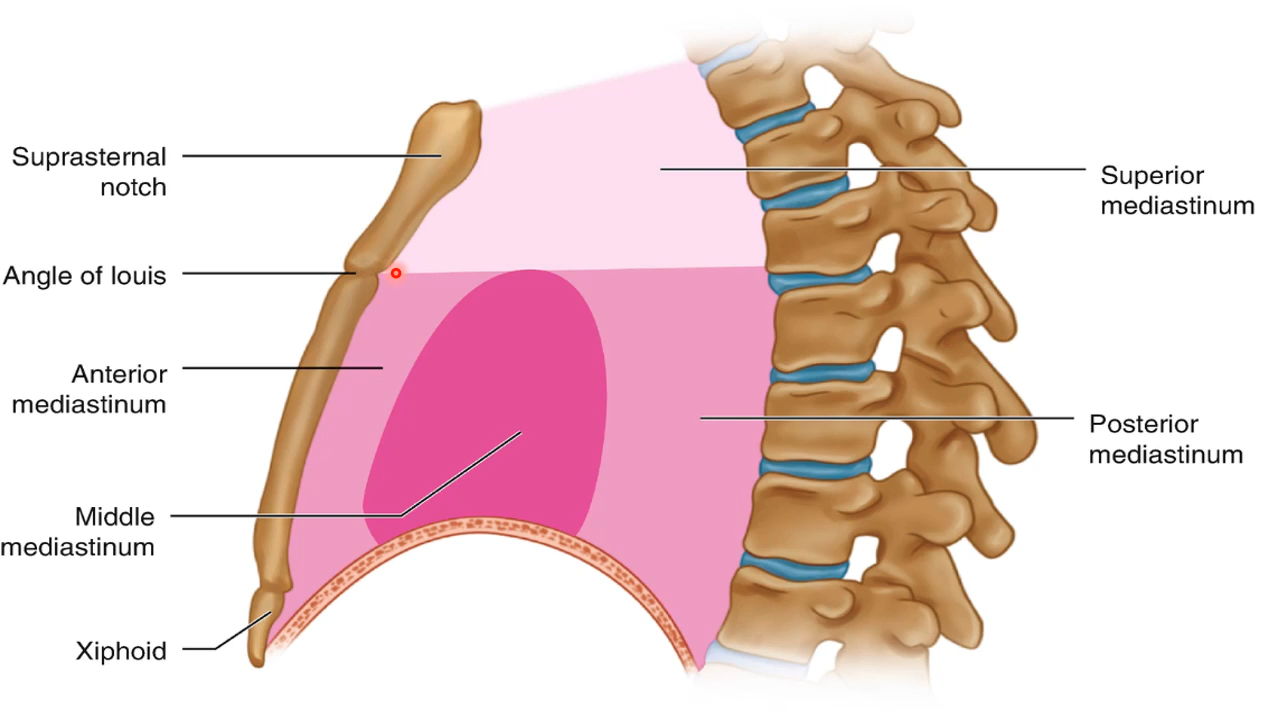 Suprasternal
notch
Angle of louis
Anterior
mediastinum
Middle
mediastinum
Xiphoid
Superior
mediastinum
Posterior
mediastinum